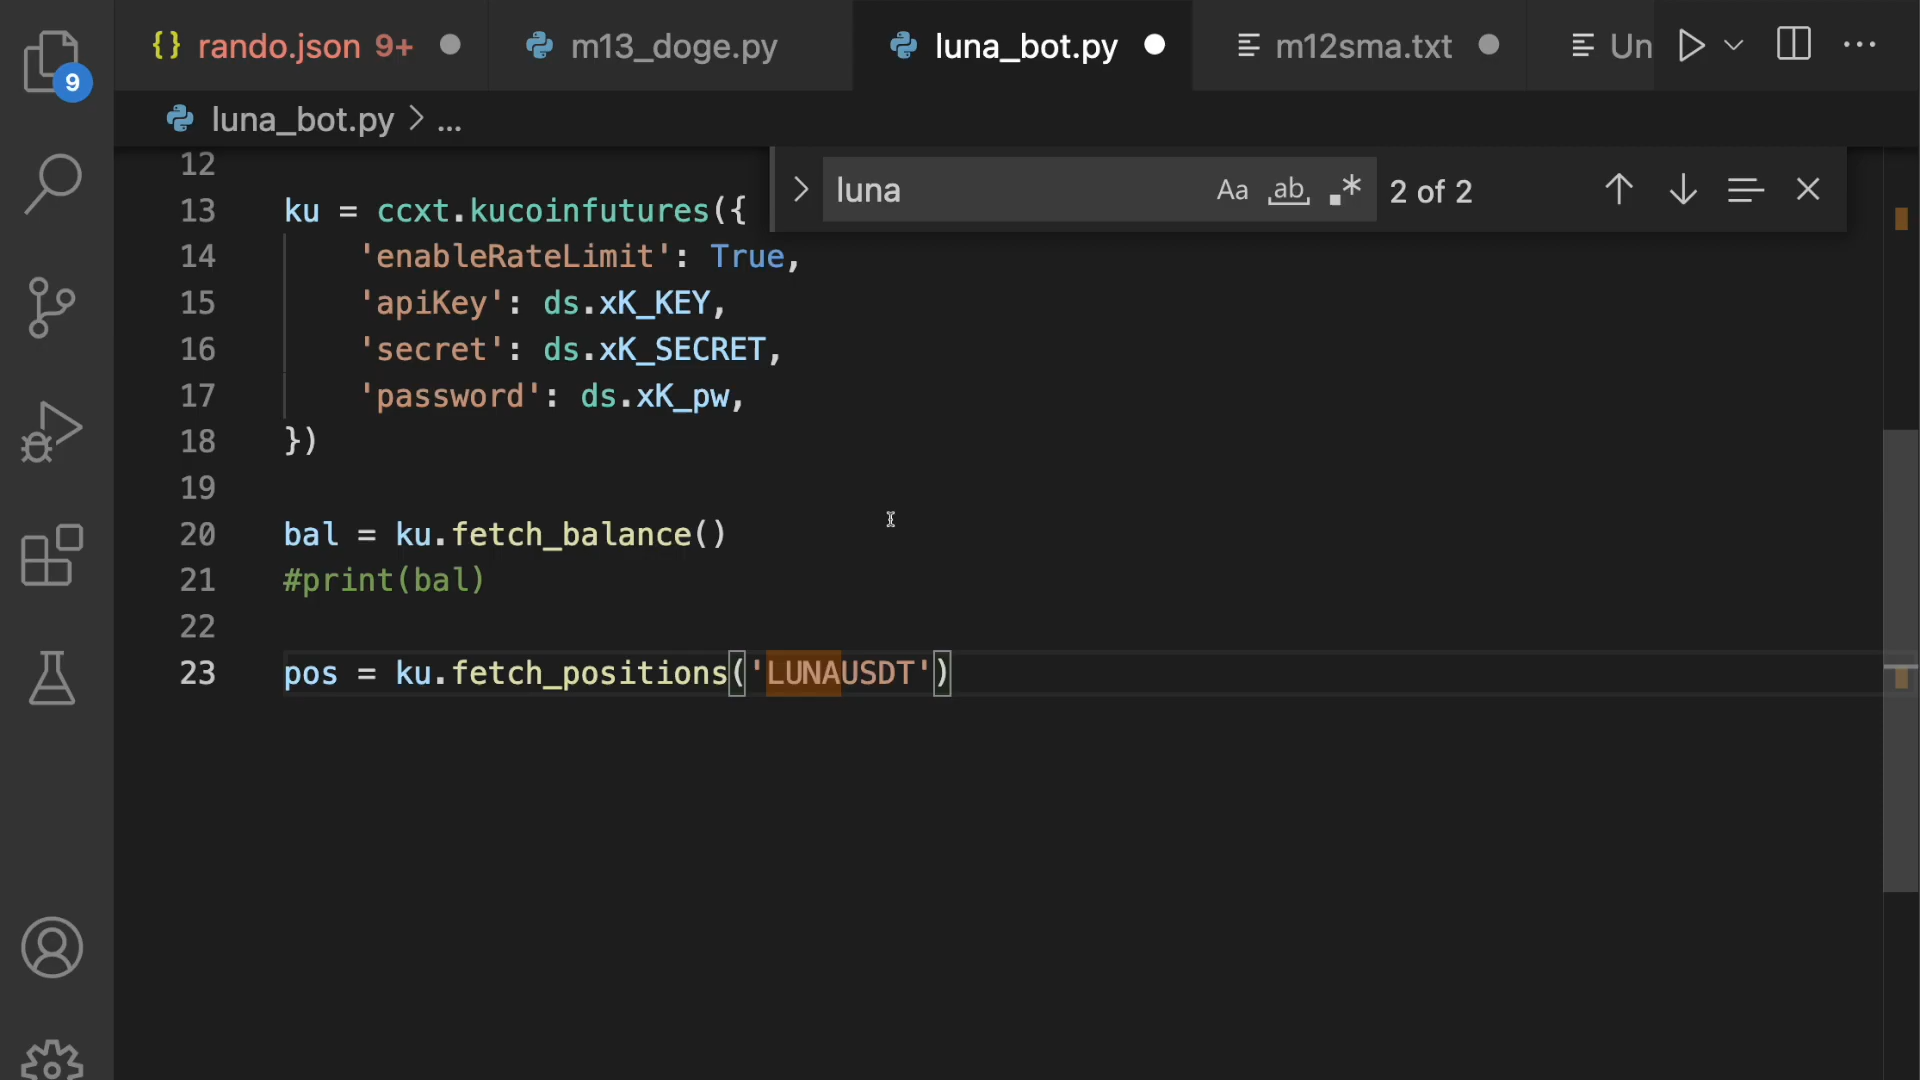 {} rando.json 9+ m13_doge.py luna_bot.py m12sma.txt Un
9
luna_bot.py > ...
luna Aa ab .* 2 of 2
12
13 ku = ccxt.kucoinfutures({
14 'enableRateLimit': True,
15 'apiKey': ds.xK_KEY,
16 'secret': ds.xK_SECRET,
17 'password': ds.xK_pw,
18 })
19
20 bal = ku.fetch_balance()
21 #print(bal)
22
23 pos = ku.fetch_positions('LUNAUSDT')